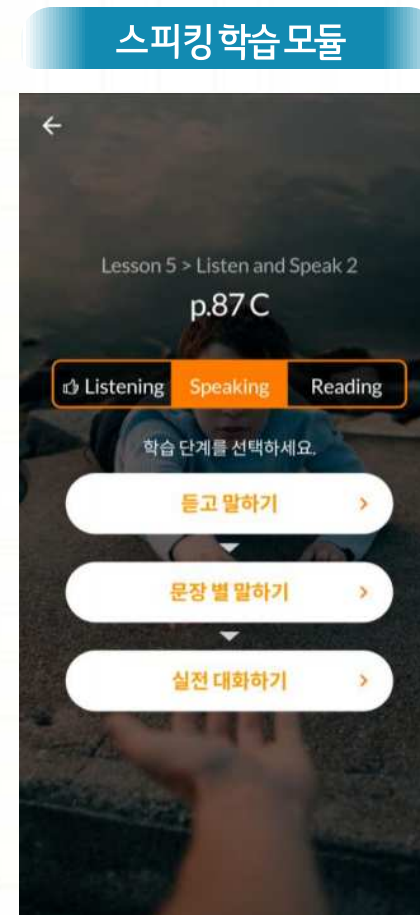 스피킹 학습 모듈
Lesson 5 > Listen and Speak 2
p.87 C
Listening Speaking Reading
학습 단계를 선택하세요.
듣고 말하기
문장 별 말하기
실전 대화하기